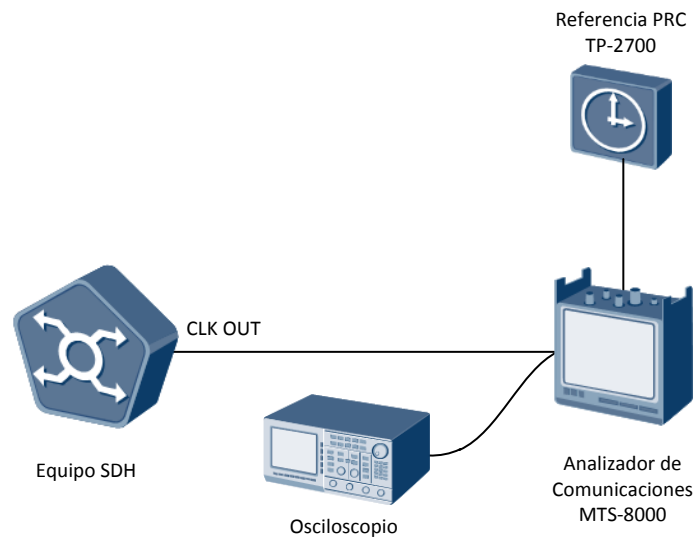 Referencia PRC
TP-2700
CLK OUT
Equipo SDH
Osciloscopio
Analizador de
Comunicaciones
MTS-8000